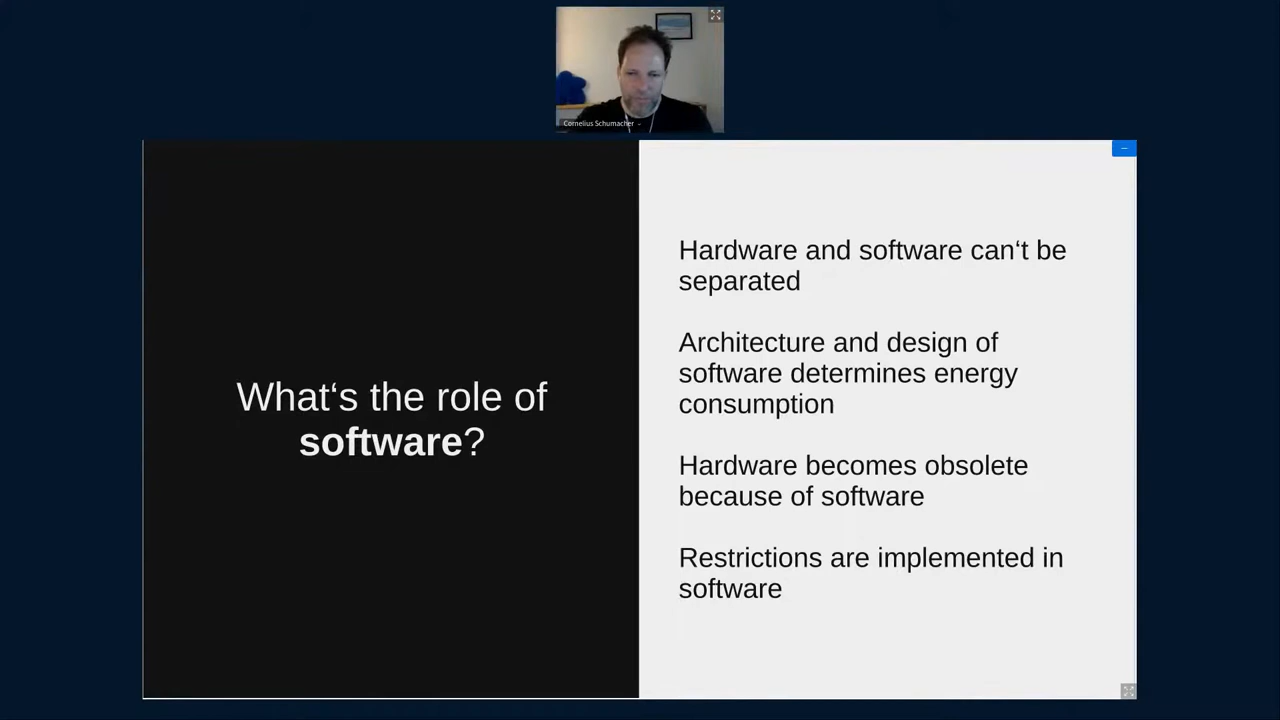 Cornelius Schumacher
What‘s the role of
software?
Hardware and software can‘t be
separated
Architecture and design of
software determines energy
consumption
Hardware becomes obsolete
because of software
Restrictions are implemented in
software